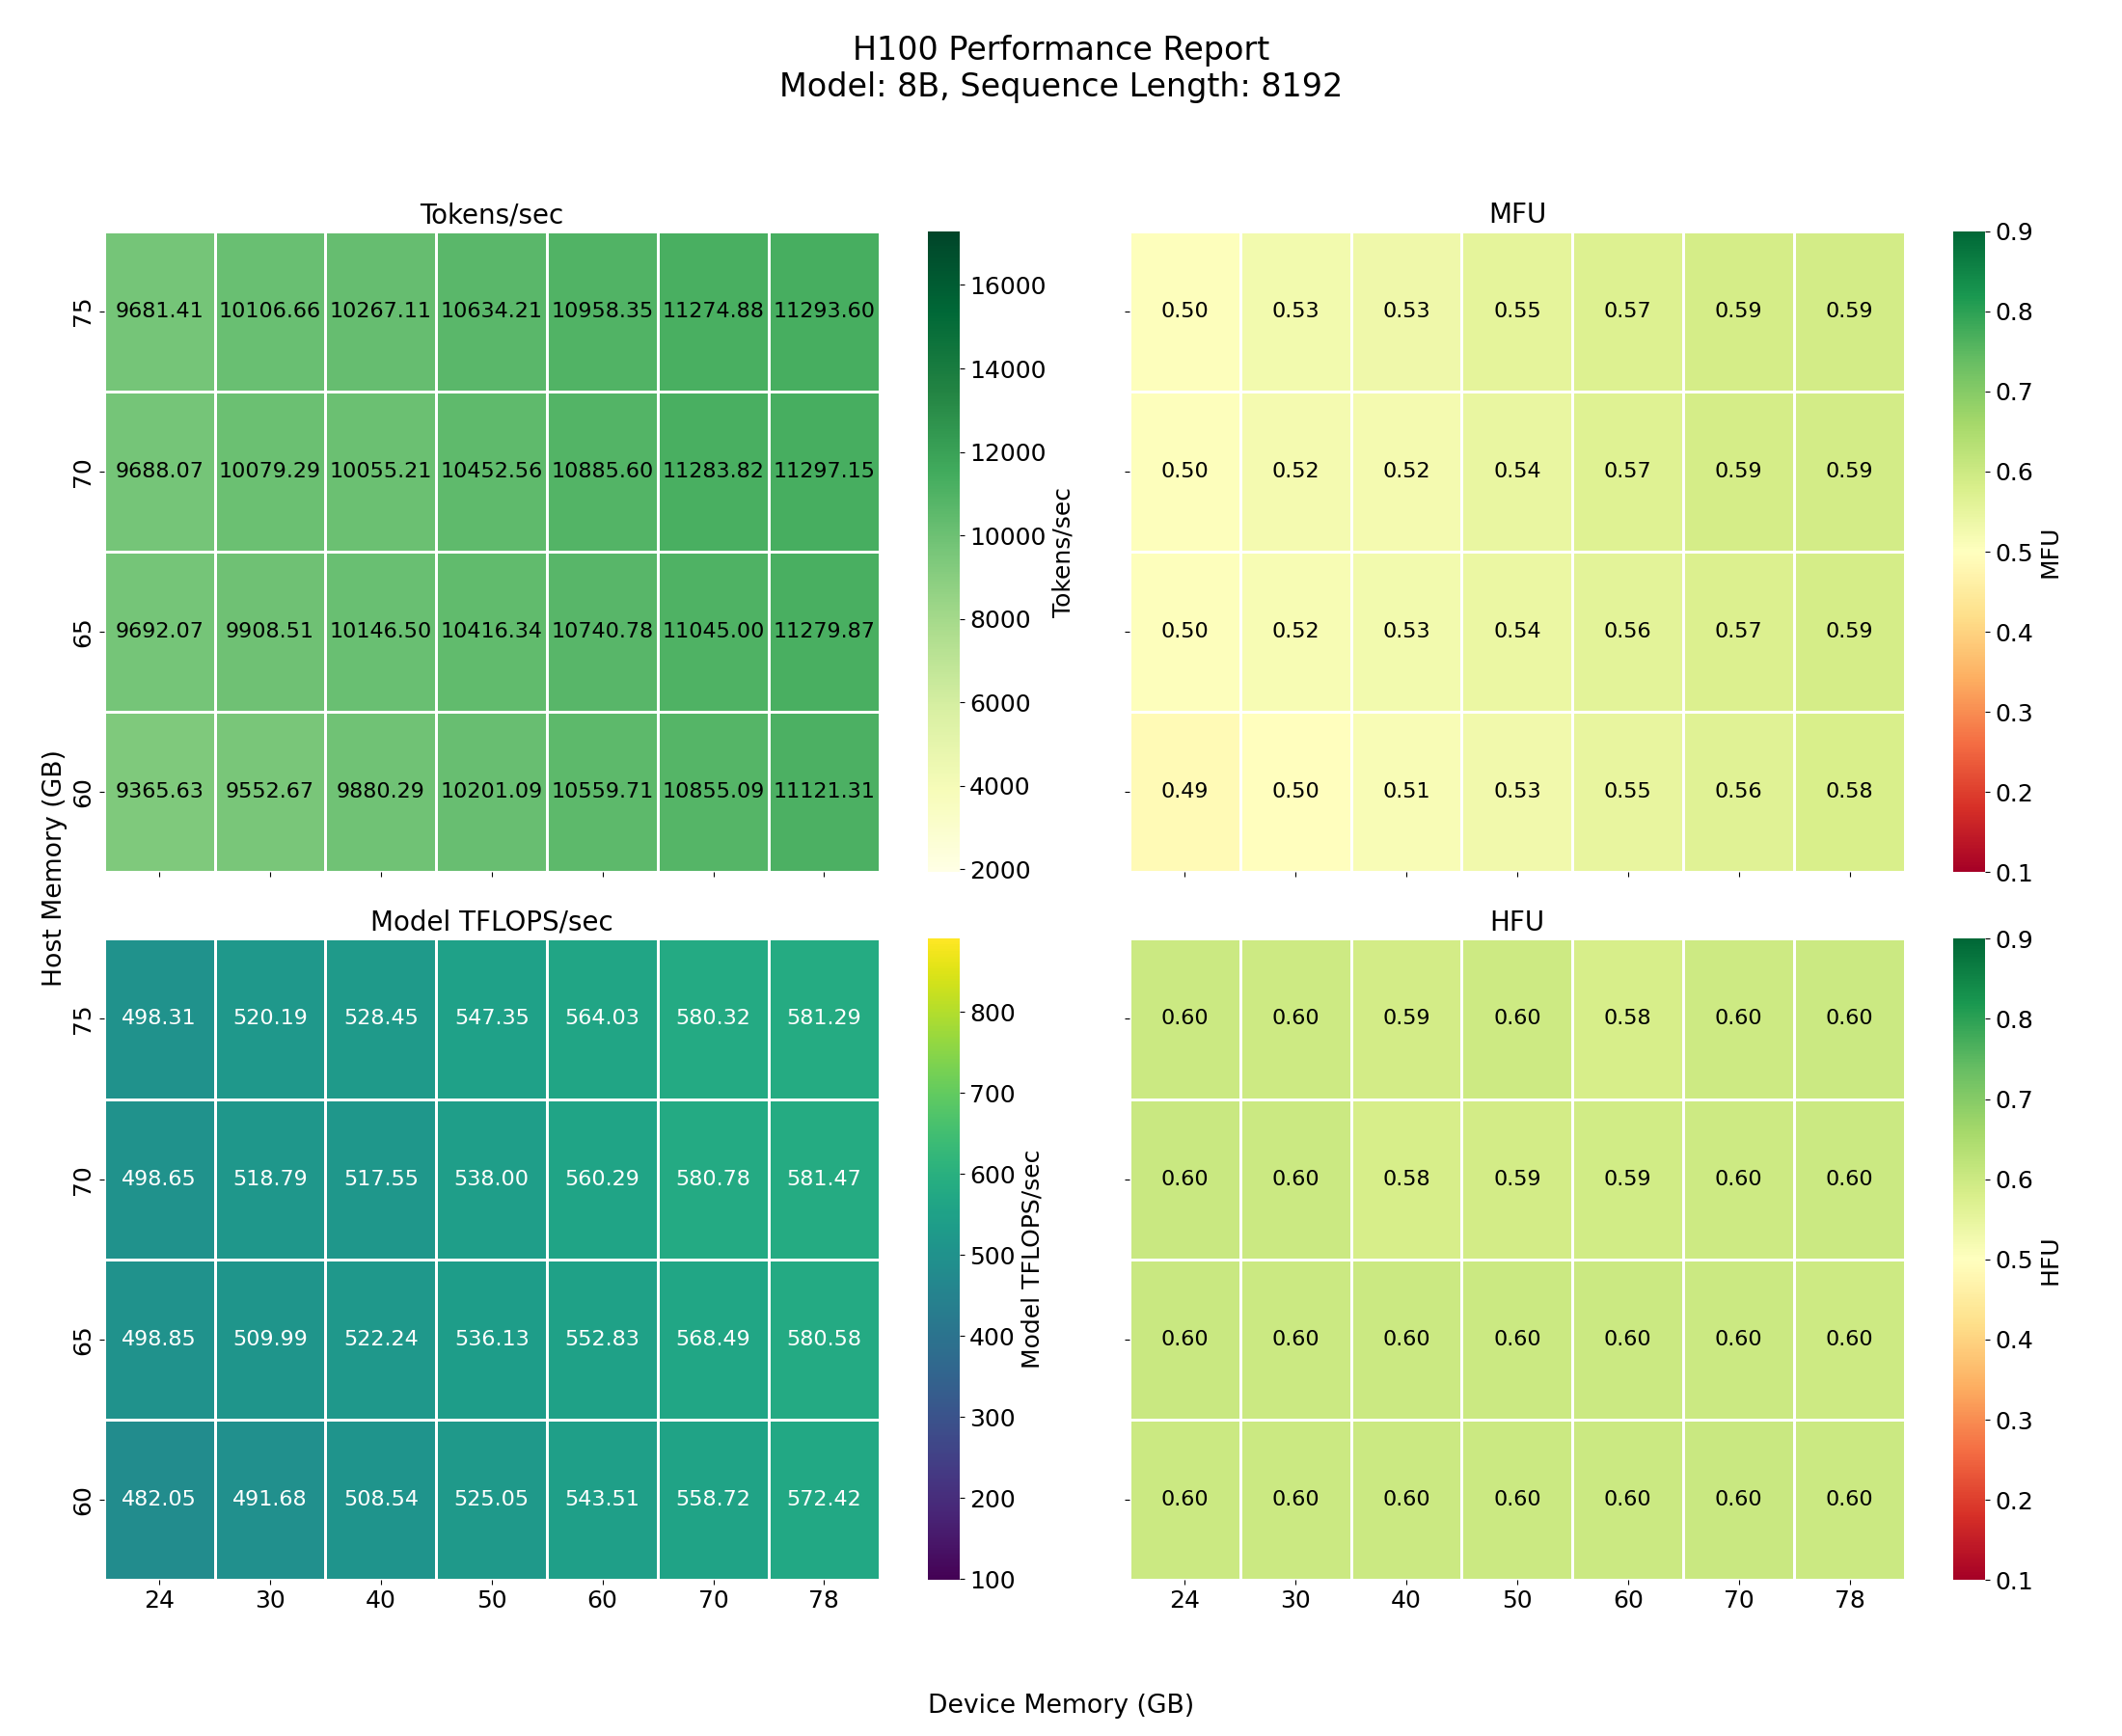 H100 Performance Report
Model: 8B, Sequence Length: 8192
Tokens/sec
75 9681.41 10106.66 10267.11 10634.21 10958.35 11274.88 11293.60
70 9688.07 10079.29 10055.21 10452.56 10885.60 11283.82 11297.15
65 9692.07 9908.51 10146.50 10416.34 10740.78 11045.00 11279.87
60 9365.63 9552.67 9880.29 10201.09 10559.71 10855.09 11121.31
16000
14000
12000
10000
8000
6000
4000
2000
Tokens/sec
MFU
0.50 0.53 0.53 0.55 0.57 0.59 0.59
0.50 0.52 0.52 0.54 0.57 0.59 0.59
0.50 0.52 0.53 0.54 0.56 0.57 0.59
0.49 0.50 0.51 0.53 0.55 0.56 0.58
0.9
0.8
0.7
0.6
0.5
0.4
0.3
0.2
0.1
MFU
Host Memory (GB)
Model TFLOPS/sec
75 498.31 520.19 528.45 547.35 564.03 580.32 581.29
70 498.65 518.79 517.55 538.00 560.29 580.78 581.47
65 498.85 509.99 522.24 536.13 552.83 568.49 580.58
60 482.05 491.68 508.54 525.05 543.51 558.72 572.42
24 30 40 50 60 70 78
800
700
600
500
400
300
200
100
Model TFLOPS/sec
HFU
0.60 0.60 0.59 0.60 0.58 0.60 0.60
0.60 0.60 0.58 0.59 0.59 0.60 0.60
0.60 0.60 0.60 0.60 0.60 0.60 0.60
0.60 0.60 0.60 0.60 0.60 0.60 0.60
24 30 40 50 60 70 78
0.9
0.8
0.7
0.6
0.5
0.4
0.3
0.2
0.1
HFU
Device Memory (GB)